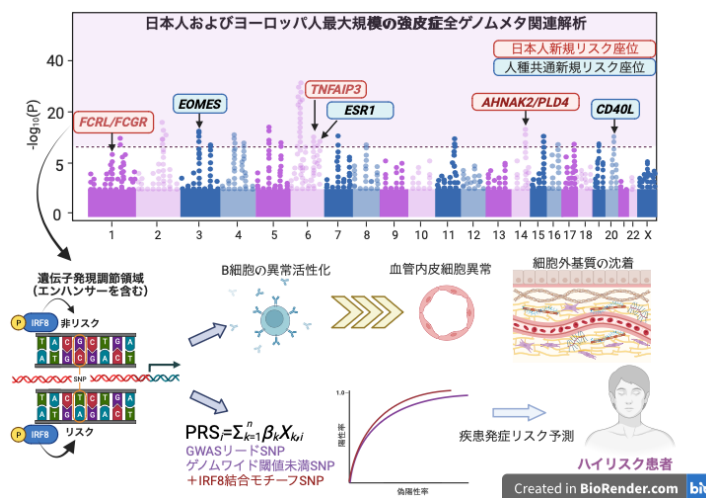 日本人およびヨーロッパ人最大規模の強皮症全ゲノムメタ関連解析
日本人新規リスク座位
人種共通新規リスク座位
-log₁₀(P)
40
20
5
0
FCRL/FCGR
EOMES
TNFAIP3
ESR1
AHNAK2/PLD4
CD40L
1 2 3 4 5 6 7 8 9 10 11 12 13 14 15 16 17 18 19 20 21 22 X
遺伝子発現調節領域
(エンハンサーを含む)
P IRF8 非リスク
T A C G C T G A
A T G C G A C T
SNP
T A C T C T G A
A T G A G A C T
P IRF8 リスク
B細胞の異常活性化
血管内皮細胞異常
細胞外基質の沈着
PRSᵢ=Σⁿₖ₌₁βₖXₖ,ᵢ
GWASリードSNP
ゲノムワイド閾値未満SNP
+IRF8結合モチーフSNP
1.0
陽性率
偽陽性率
疾患発症リスク予測
ハイリスク患者
Created in BioRender.com bio